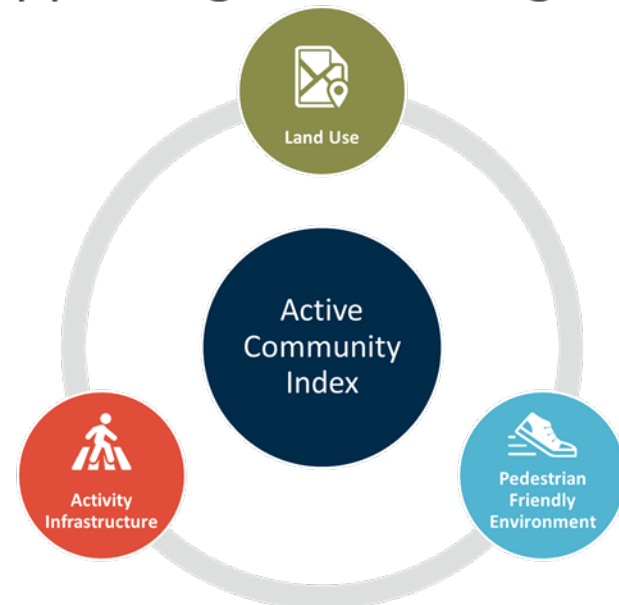 Land Use
Active
Community
Index
Activity
Infrastructure
Pedestrian
Friendly
Environment